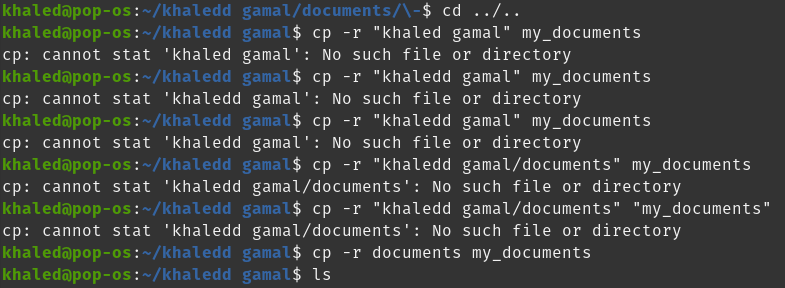 khaled@pop-os:~/khaledd gamal/documents/\-$ cd ../..
khaled@pop-os:~/khaledd gamal$ cp -r "khaled gamal" my_documents
cp: cannot stat 'khaled gamal': No such file or directory
khaled@pop-os:~/khaledd gamal$ cp -r "khaledd gamal" my_documents
cp: cannot stat 'khaledd gamal': No such file or directory
khaled@pop-os:~/khaledd gamal$ cp -r "khaledd gamal" my_documents
cp: cannot stat 'khaledd gamal': No such file or directory
khaled@pop-os:~/khaledd gamal$ cp -r "khaledd gamal/documents" my_documents
cp: cannot stat 'khaledd gamal/documents': No such file or directory
khaled@pop-os:~/khaledd gamal$ cp -r "khaledd gamal/documents" "my_documents"
cp: cannot stat 'khaledd gamal/documents': No such file or directory
khaled@pop-os:~/khaledd gamal$ cp -r documents my_documents
khaled@pop-os:~/khaledd gamal$ ls